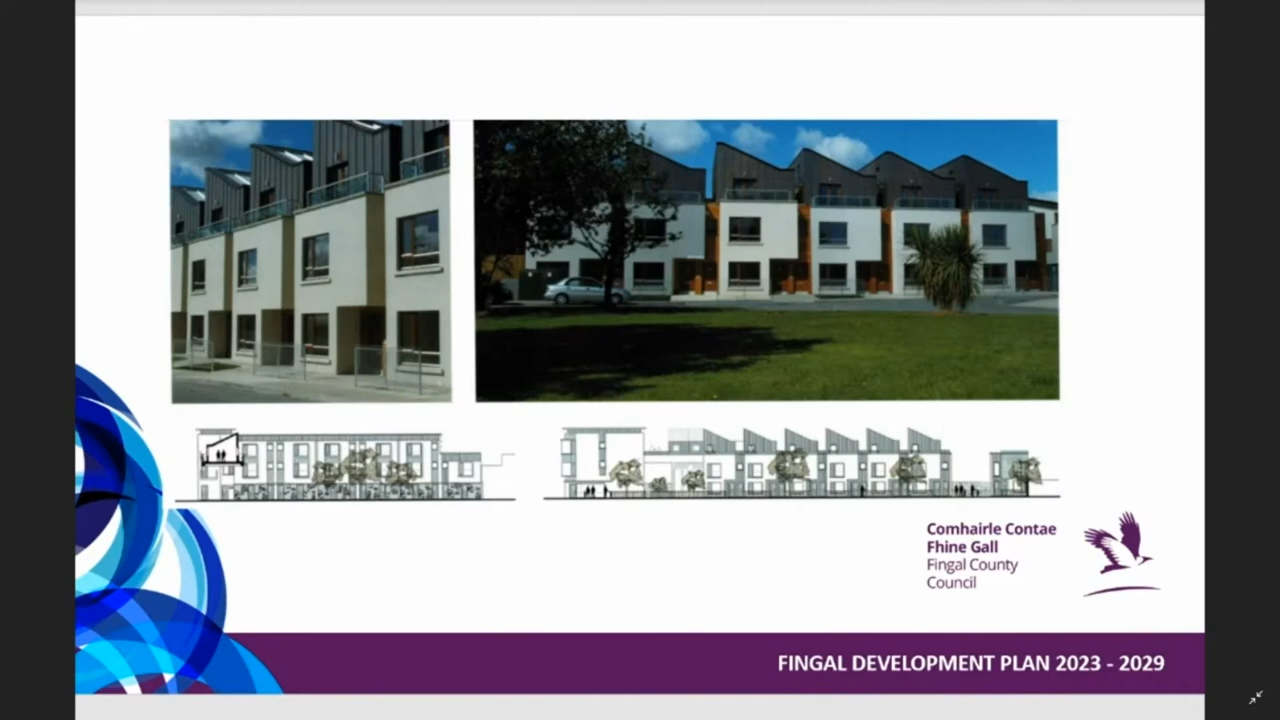 Comhairle Contae
Fhine Gall
Fingal County
Council
FINGAL DEVELOPMENT PLAN 2023 - 2029